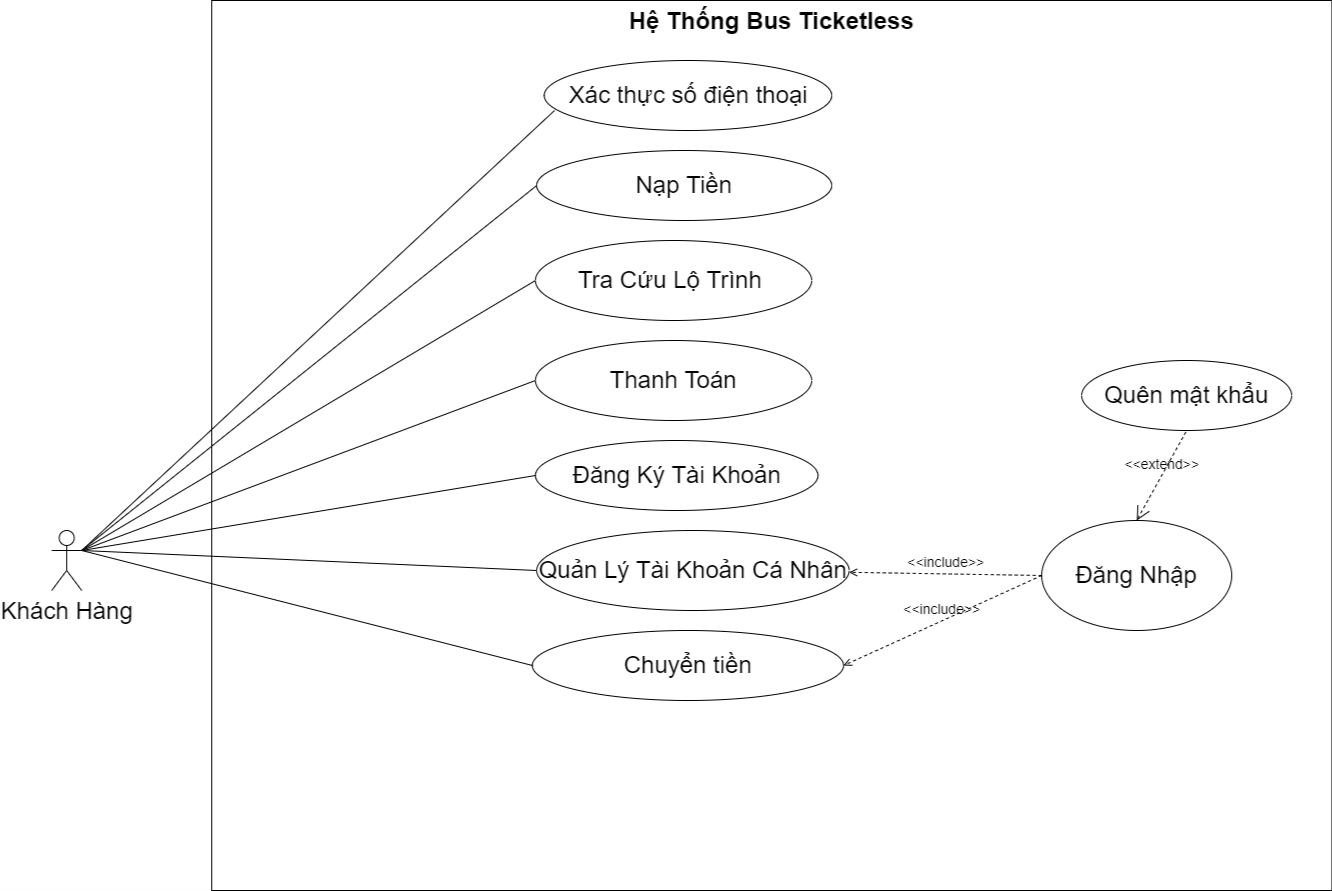 Hệ Thống Bus Ticketless
Xác thực số điện thoại
Nạp Tiền
Tra Cứu Lộ Trình
Thanh Toán
Quên mật khẩu
<<extend>>
Đăng Ký Tài Khoản
Quản Lý Tài Khoản Cá Nhân
<<include>>
Đăng Nhập
<<include>>
Khách Hàng
Chuyển tiền